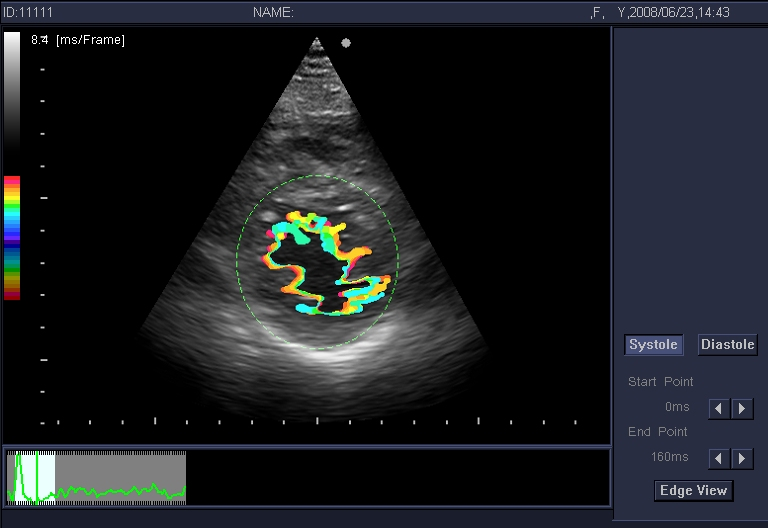 ID:11111 NAME: ,F, Y,2008/06/23,14:43
[ms/Frame]
Systole Diastole
Start Point
0ms
End Point
160ms
Edge View